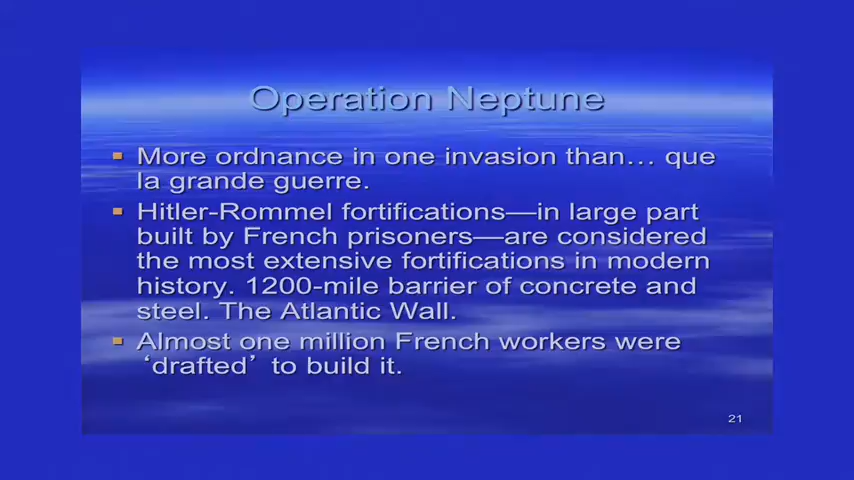 Operation Neptune
More ordnance in one invasion than… que
la grande guerre.
Hitler-Rommel fortifications—in large part
built by French prisoners—are considered
the most extensive fortifications in modern
history. 1200-mile barrier of concrete and
steel. The Atlantic Wall.
Almost one million French workers were
‘drafted’ to build it.
21